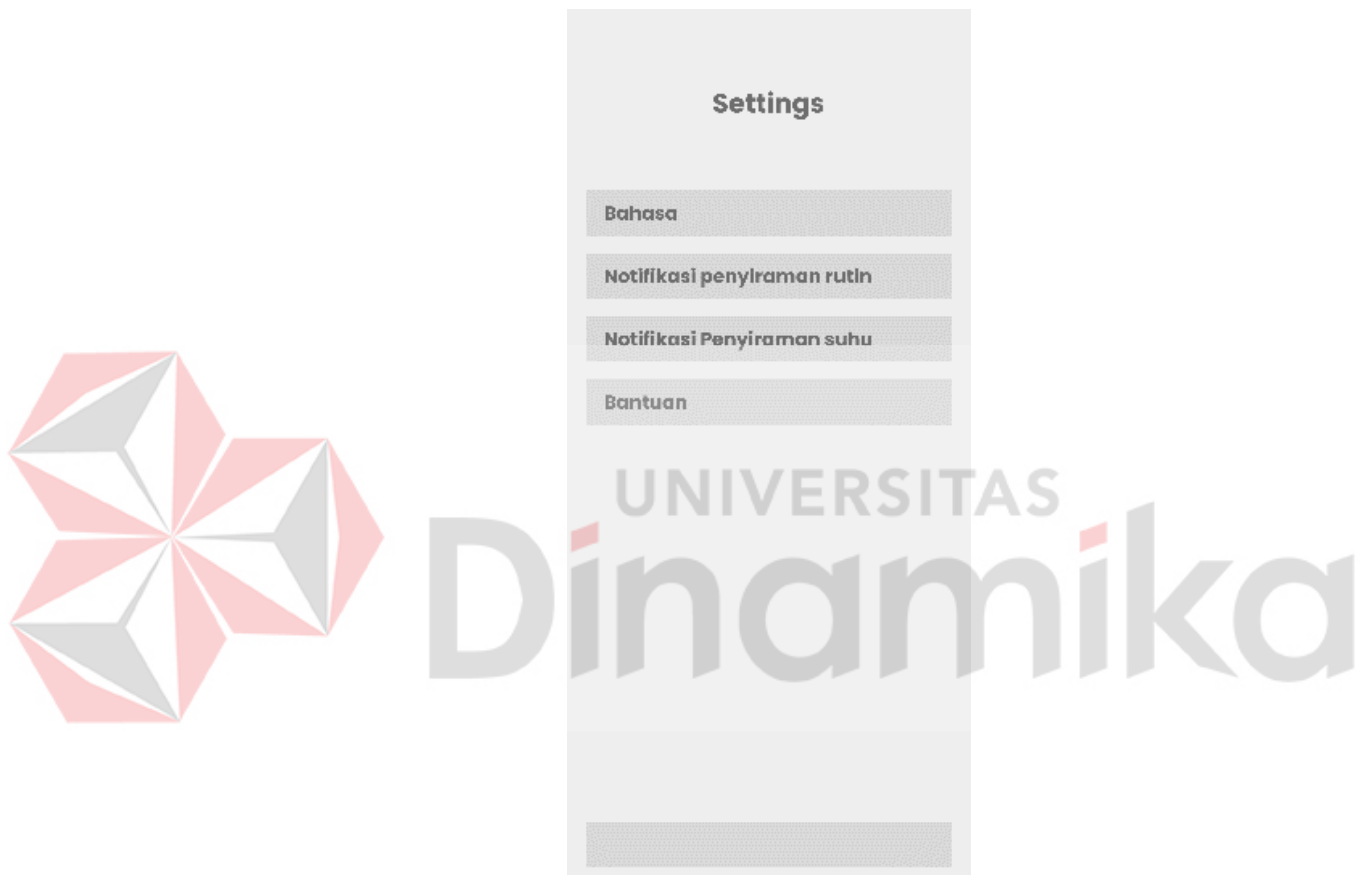 Settings
Bahasa
Notifikasi penyiraman rutin
Notifikasi Penyiraman suhu
Bantuan
UNIVERSITAS
Dinamika